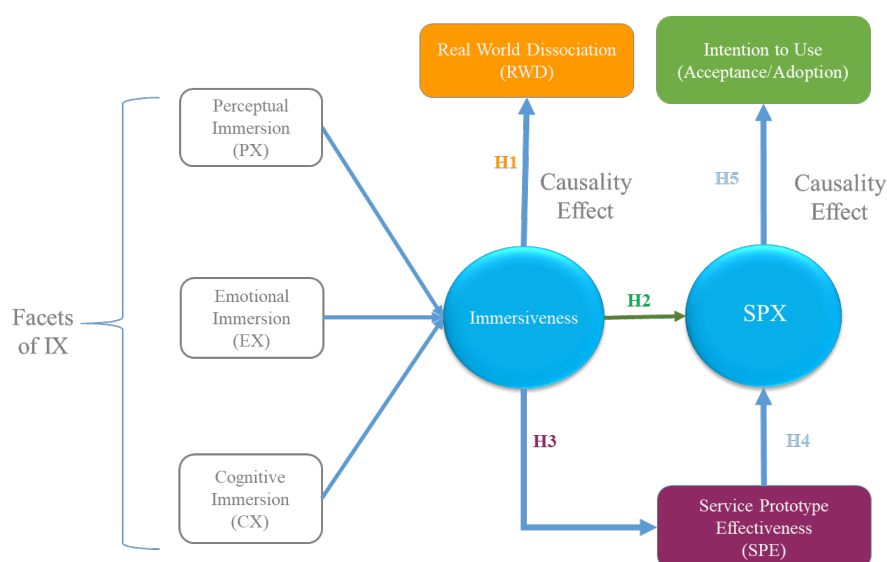 Real World Dissociation
(RWD)
Intention to Use
(Acceptance/Adoption)
Perceptual
Immersion
(PX)
H1
Causality
Effect
H5
Causality
Effect
Facets
of IX
Emotional
Immersion
(EX)
Immersiveness
H2
SPX
H3
H4
Cognitive
Immersion
(CX)
Service Prototype
Effectiveness
(SPE)